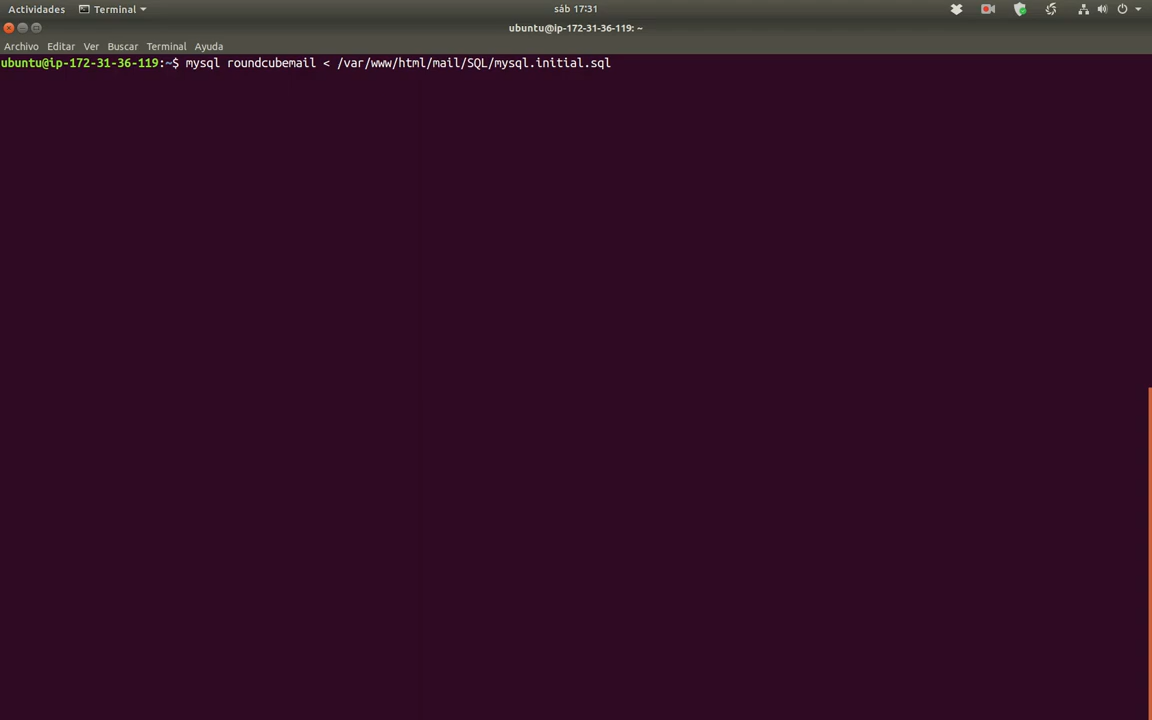 Actividades Terminal sáb 17:31
ubuntu@ip-172-31-36-119: ~
Archivo Editar Ver Buscar Terminal Ayuda
ubuntu@ip-172-31-36-119:~$ mysql roundcubemail < /var/www/html/mail/SQL/mysql.initial.sql